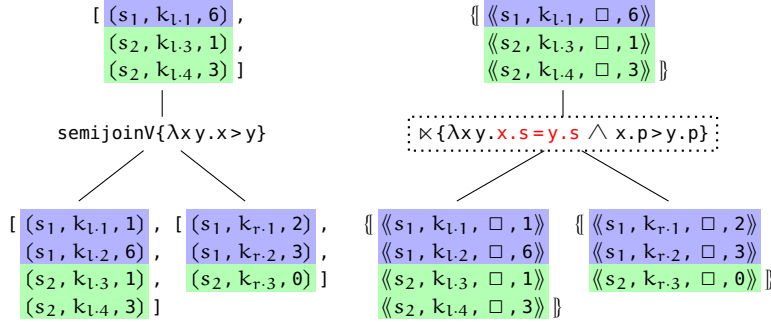 [ (s₁, kₗ.₁, 6) ,
(s₂, kₗ.₃, 1) ,
(s₂, kₗ.₄, 3) ]
semijoinV{λx y.x > y}
[ (s₁, kₗ.₁, 1) ,
(s₁, kₗ.₂, 6) ,
(s₂, kₗ.₃, 1) ,
(s₂, kₗ.₄, 3) ]
[ (s₁, kᵣ.₁, 2) ,
(s₁, kᵣ.₂, 3) ,
(s₂, kᵣ.₃, 0) ]
⦃ ⟪s₁, kₗ.₁, □, 6⟫
⟪s₂, kₗ.₃, □, 1⟫
⟪s₂, kₗ.₄, □, 3⟫ ⦄
⋉{λx y.x.s = y.s ∧ x.p > y.p}
⦃ ⟪s₁, kₗ.₁, □, 1⟫
⟪s₁, kₗ.₂, □, 6⟫
⟪s₂, kₗ.₃, □, 1⟫
⟪s₂, kₗ.₄, □, 3⟫ ⦄
⦃ ⟪s₁, kᵣ.₁, □, 2⟫
⟪s₁, kᵣ.₂, □, 3⟫
⟪s₂, kᵣ.₃, □, 0⟫ ⦄